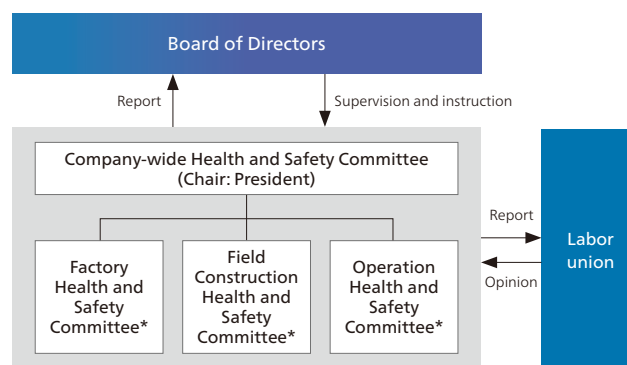 Board of Directors
Report
Supervision and instruction
Company-wide Health and Safety Committee
(Chair: President)
Factory
Health and
Safety
Committee*
Field
Construction
Health and
Safety
Committee*
Operation
Health and
Safety
Committee*
Report
Opinion
Labor
union